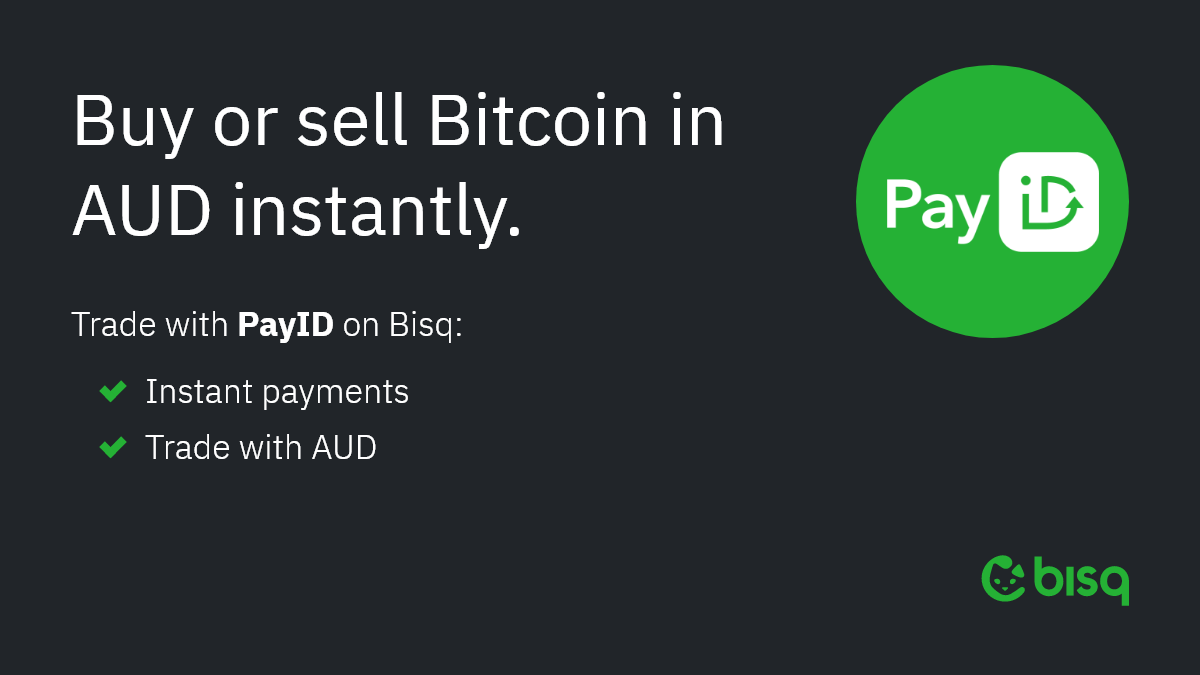 Buy or sell Bitcoin in
AUD instantly.
Pay iD
Trade with PayID on Bisq:
Instant payments
Trade with AUD
bisq